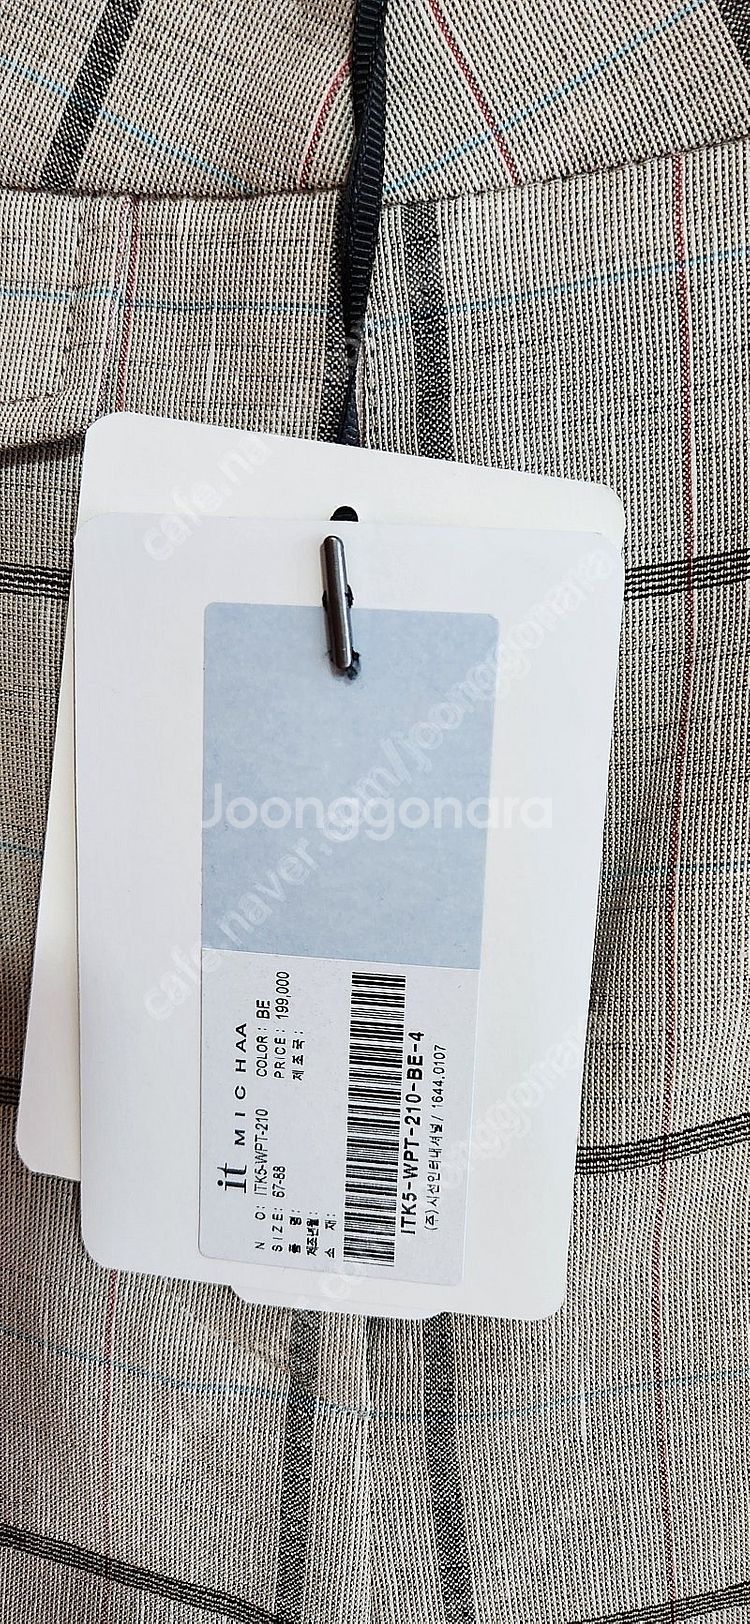 it MICHAA
N O: ITK5-WPT-210 COLOR: BE
SIZE: 67-88 PRICE: 199,000
품 명: 제 조 국:
제조년월:
소 재:
ITK5-WPT-210-BE-4
(주)시선인터내셔널/ 1644.0107
Joonggonara
cafe.naver.com/joonggonara